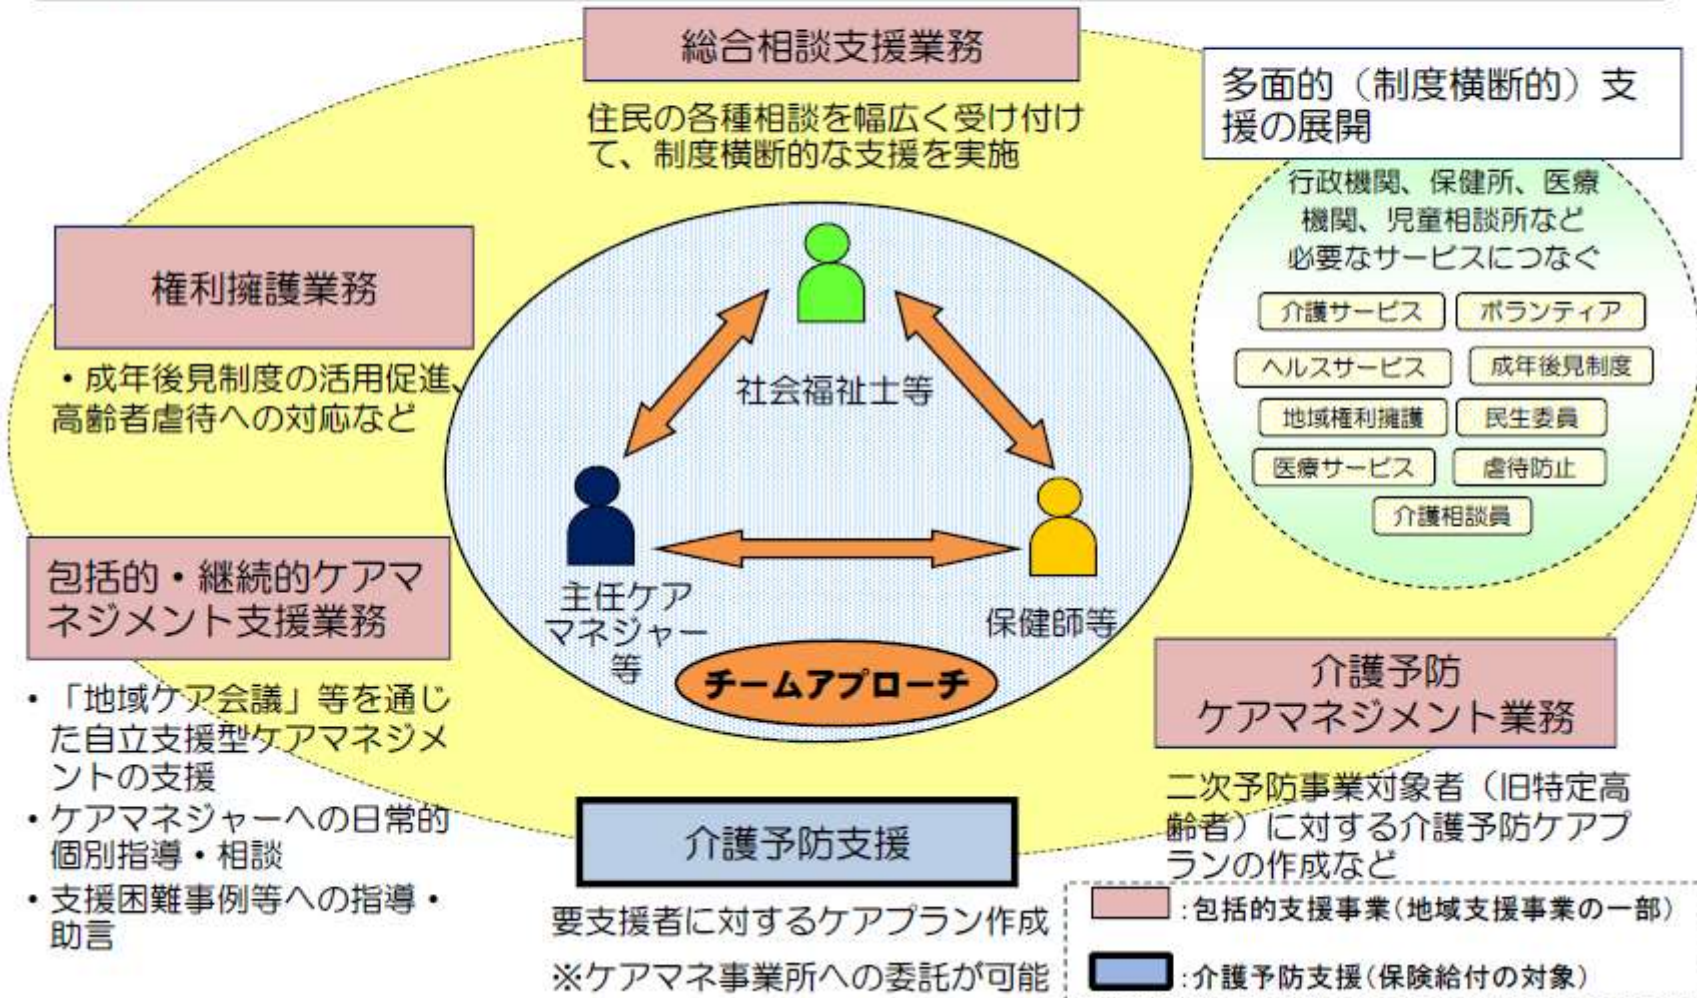 総合相談支援業務
住民の各種相談を幅広く受け付け
て、制度横断的な支援を実施
多面的（制度横断的）支
援の展開
行政機関、保健所、医療
機関、児童相談所など
必要なサービスにつなぐ
介護サービス
ボランティア
ヘルスサービス
成年後見制度
地域権利擁護
民生委員
医療サービス
虐待防止
介護相談員
権利擁護業務
・成年後見制度の活用促進、
高齢者虐待への対応など
社会福祉士等
主任ケア
マネジャー
等
保健師等
チームアプローチ
包括的・継続的ケアマ
ネジメント支援業務
・「地域ケア会議」等を通じ
た自立支援型ケアマネジメ
ントの支援
・ケアマネジャーへの日常的
個別指導・相談
・支援困難事例等への指導・
助言
介護予防
ケアマネジメント業務
二次予防事業対象者（旧特定高
齢者）に対する介護予防ケアプ
ランの作成など
介護予防支援
要支援者に対するケアプラン作成
※ケアマネ事業所への委託が可能
:包括的支援事業(地域支援事業の一部)
:介護予防支援(保険給付の対象)